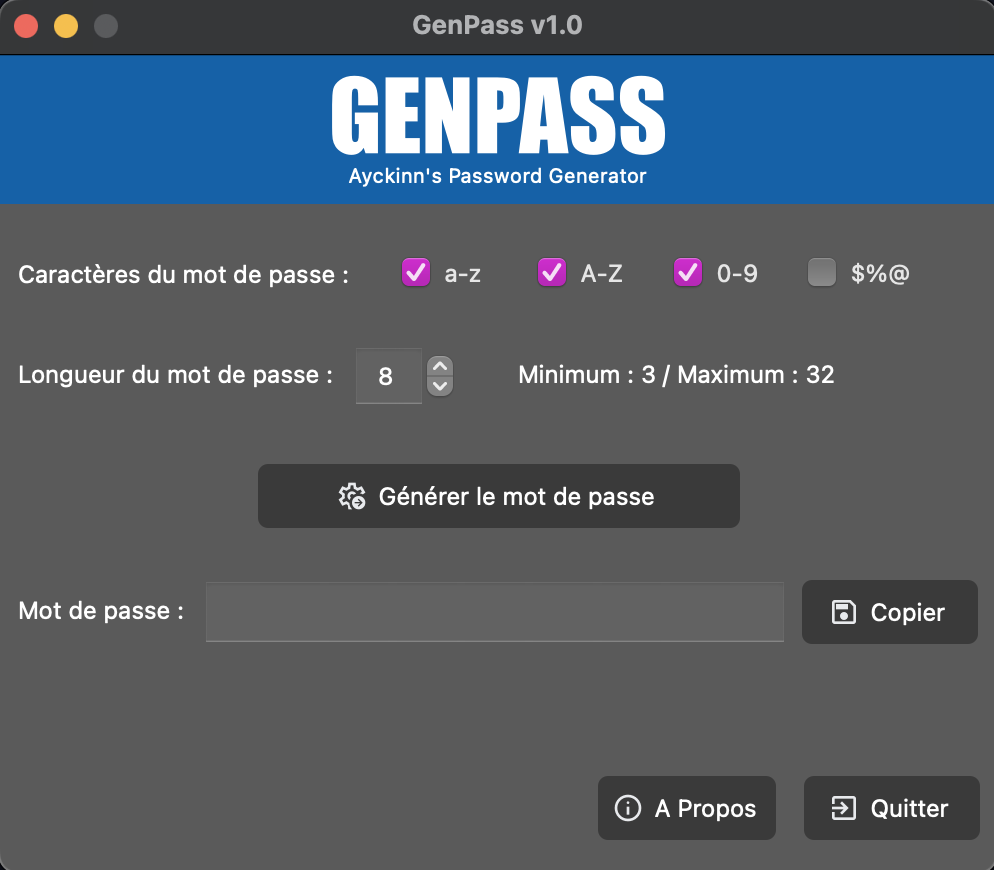 GenPass v1.0
GENPASS
Ayckinn's Password Generator
Caractères du mot de passe : a-z A-Z 0-9 $%@
Longueur du mot de passe : 8 Minimum : 3 / Maximum : 32
Générer le mot de passe
Mot de passe : Copier
A Propos Quitter